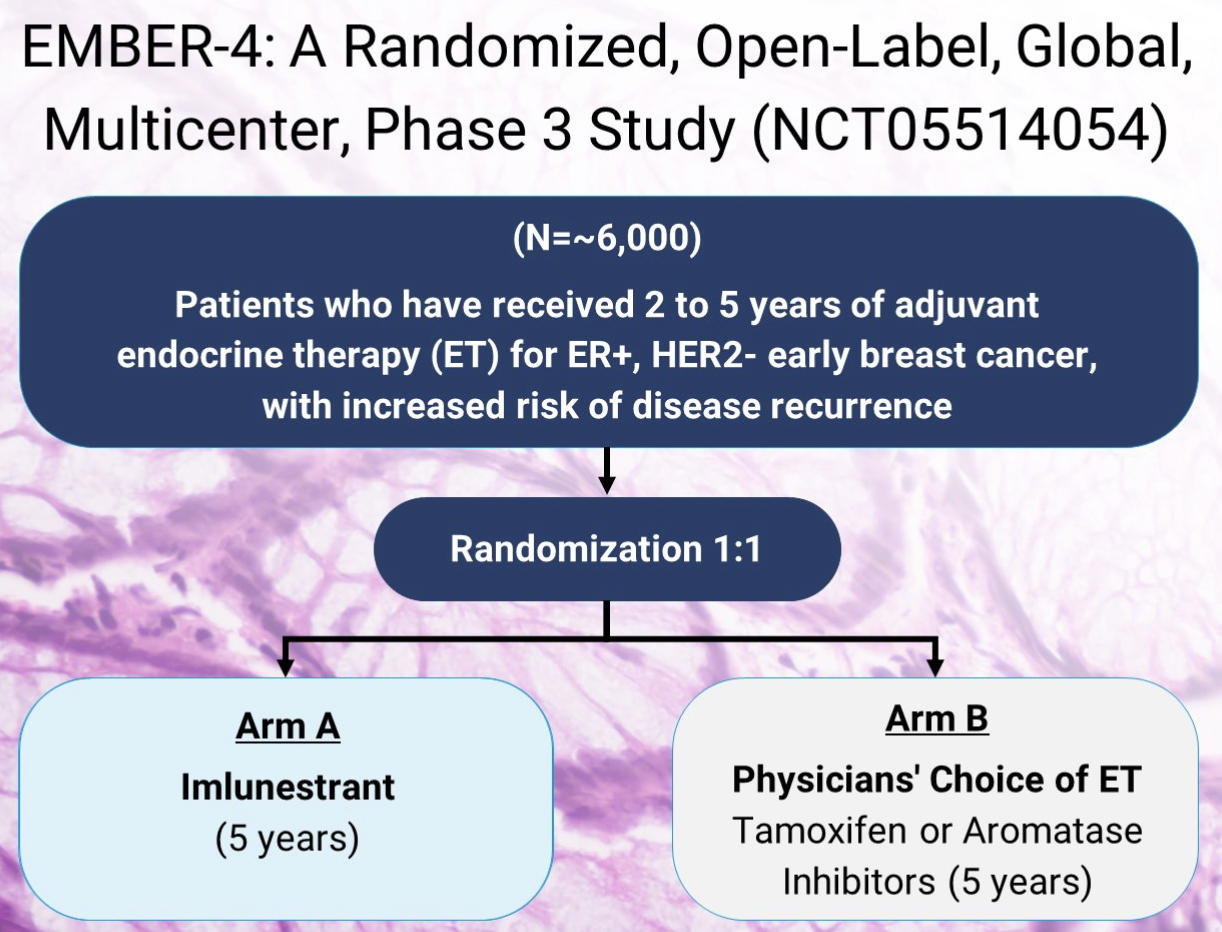 EMBER-4: A Randomized, Open-Label, Global,
Multicenter, Phase 3 Study (NCT05514054)
(N=~6,000)
Patients who have received 2 to 5 years of adjuvant
endocrine therapy (ET) for ER+, HER2- early breast cancer,
with increased risk of disease recurrence
Randomization 1:1
Arm A
Imlunestrant
(5 years)
Arm B
Physicians' Choice of ET
Tamoxifen or Aromatase
Inhibitors (5 years)